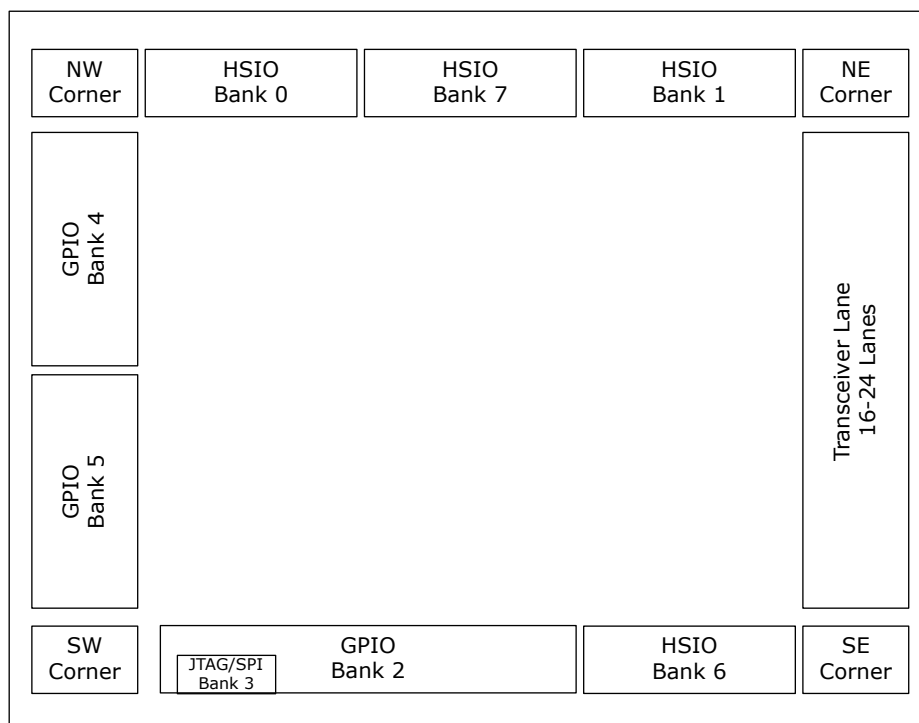 NW
Corner
HSIO
Bank 0
HSIO
Bank 7
HSIO
Bank 1
NE
Corner
GPIO
Bank 4
GPIO
Bank 5
Transceiver Lane
16-24 Lanes
SW
Corner
GPIO
Bank 2
JTAG/SPI
Bank 3
HSIO
Bank 6
SE
Corner